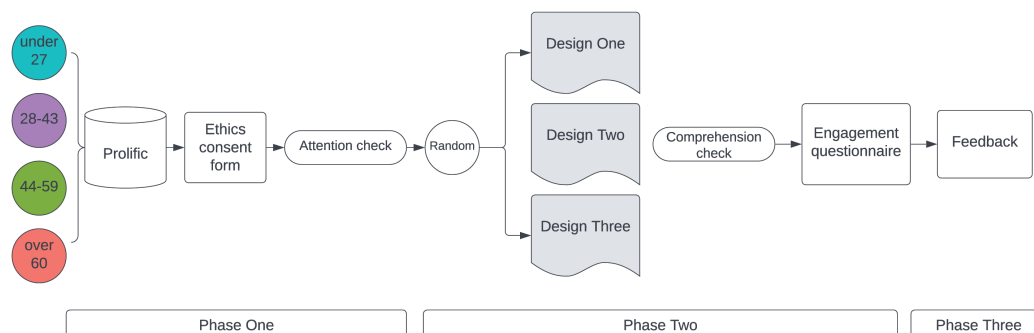 under
27
28-43
44-59
over
60
Prolific
Ethics
consent
form
Attention check
Random
Design One
Design Two
Design Three
Comprehension
check
Engagement
questionnaire
Feedback
Phase One
Phase Two
Phase Three